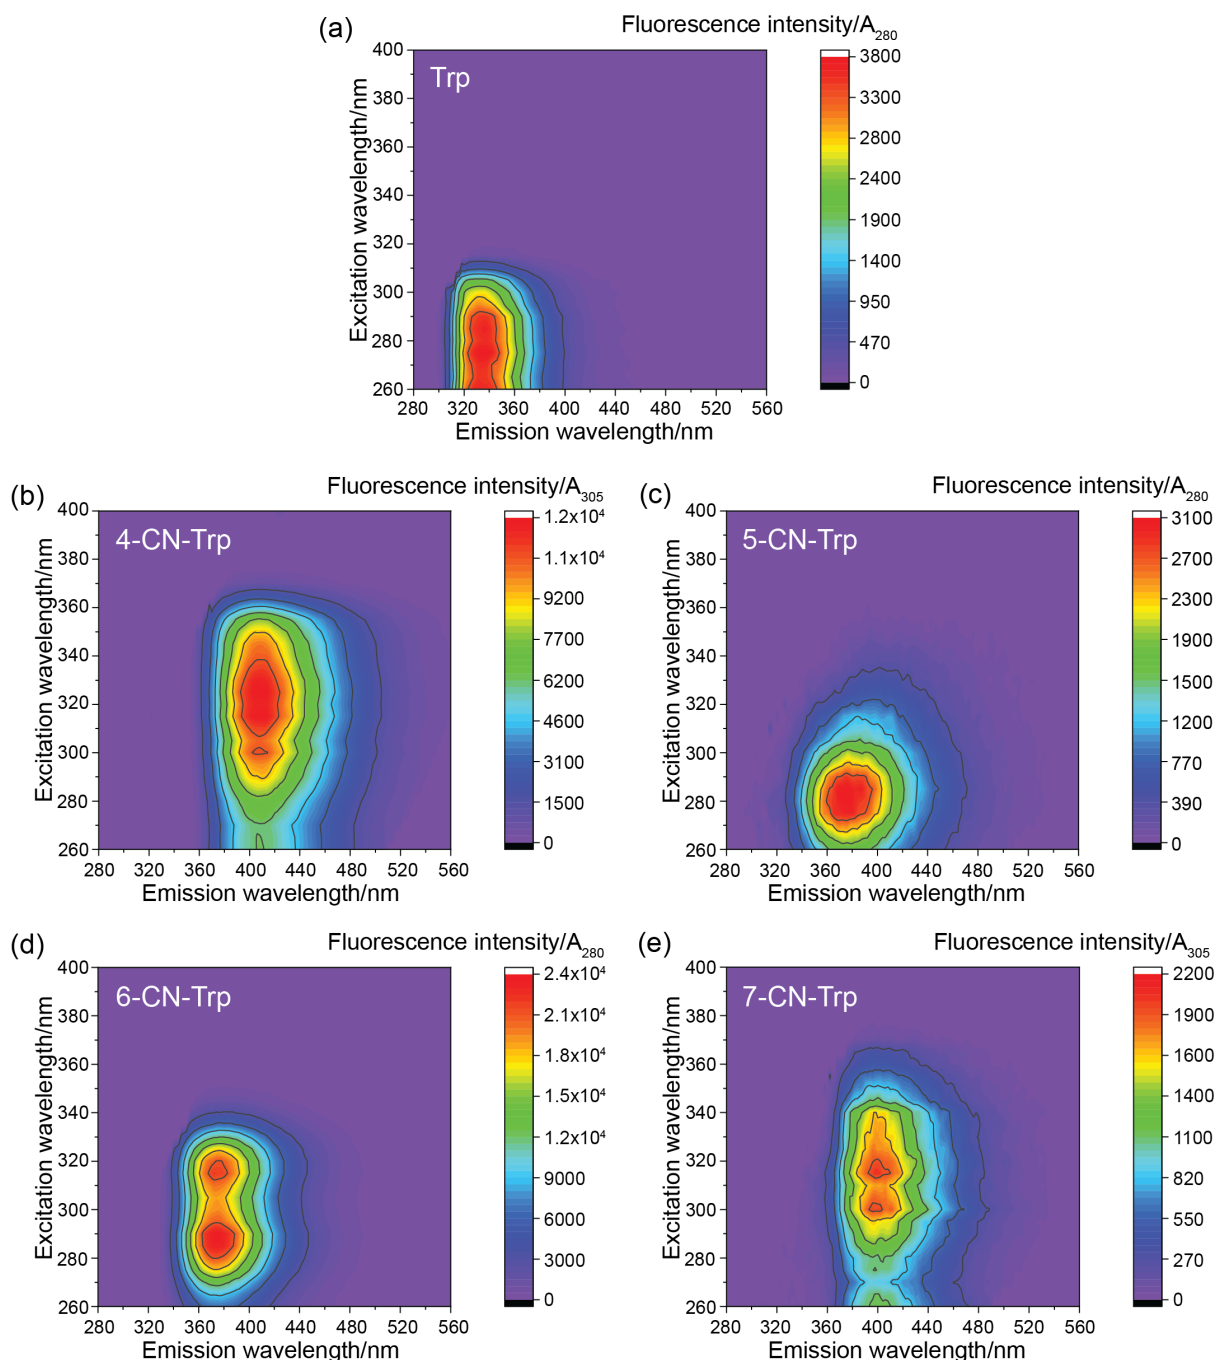 (a)
Fluorescence intensity/A280
Trp
Excitation wavelength/nm
400
380
360
340
320
300
280
260
280 320 360 400 440 480 520 560
Emission wavelength/nm
3800
3300
2800
2400
1900
1400
950
470
0
(b)
Fluorescence intensity/A305
4-CN-Trp
Excitation wavelength/nm
400
380
360
340
320
300
280
260
280 320 360 400 440 480 520 560
Emission wavelength/nm
1.2x10⁴
1.1x10⁴
9200
7700
6200
4600
3100
1500
0
(c)
Fluorescence intensity/A280
5-CN-Trp
Excitation wavelength/nm
400
380
360
340
320
300
280
260
280 320 360 400 440 480 520 560
Emission wavelength/nm
3100
2700
2300
1900
1500
1200
770
390
0
(d)
Fluorescence intensity/A280
6-CN-Trp
Excitation wavelength/nm
400
380
360
340
320
300
280
260
280 320 360 400 440 480 520 560
Emission wavelength/nm
2.4x10⁴
2.1x10⁴
1.8x10⁴
1.5x10⁴
1.2x10⁴
9000
6000
3000
0
(e)
Fluorescence intensity/A305
7-CN-Trp
Excitation wavelength/nm
400
380
360
340
320
300
280
260
280 320 360 400 440 480 520 560
Emission wavelength/nm
2200
1900
1600
1400
1100
820
550
270
0